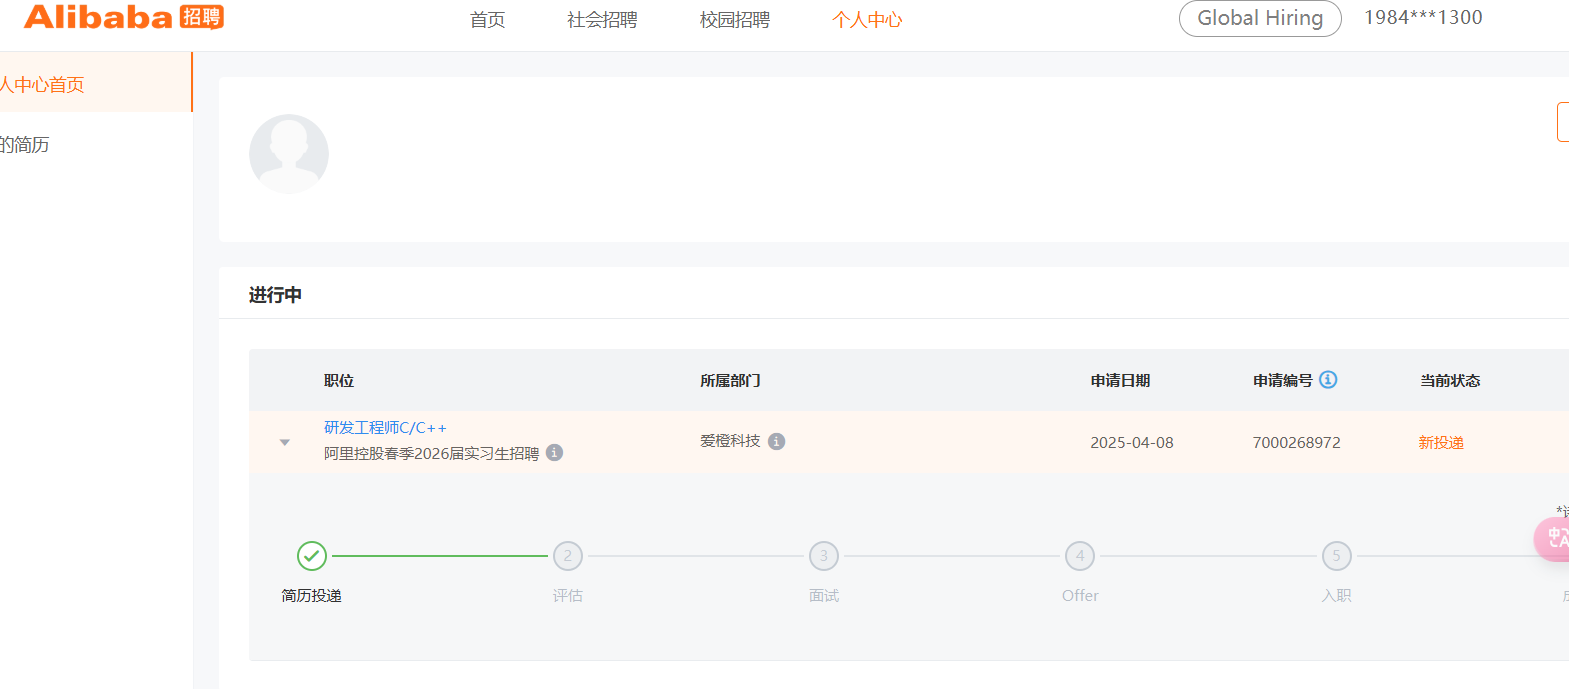 Alibaba 招聘
首页
社会招聘
校园招聘
个人中心
Global Hiring
1984***1300
人中心首页
的简历
进行中
职位
所属部门
申请日期
申请编号
当前状态
研发工程师C/C++
阿里控股春季2026届实习生招聘
爱橙科技
2025-04-08
7000268972
新投递
2
3
4
5
简历投递
评估
面试
Offer
入职